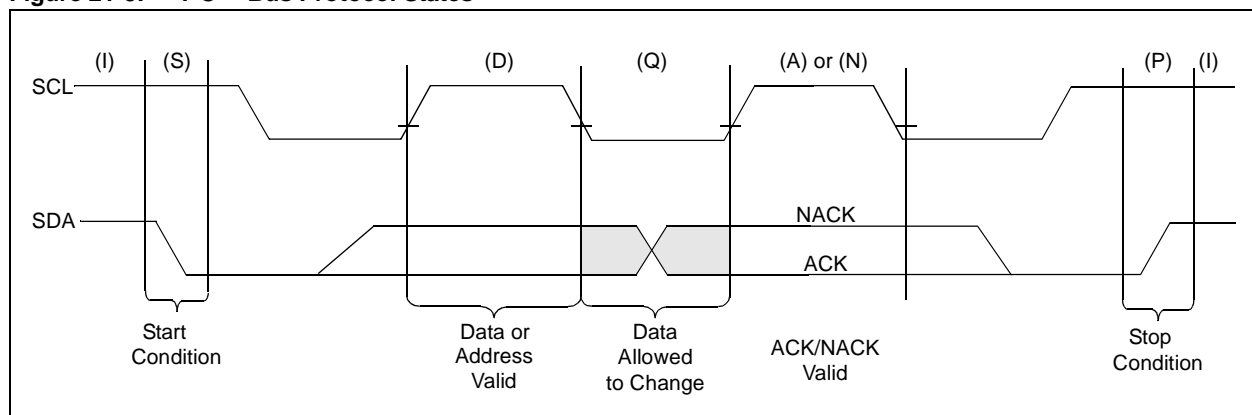 (I) (S) (D) (Q) (A) or (N) (P) (I)
SCL
SDA
NACK
ACK
Start
Condition
Data or
Address
Valid
Data
Allowed
to Change
ACK/NACK
Valid
Stop
Condition